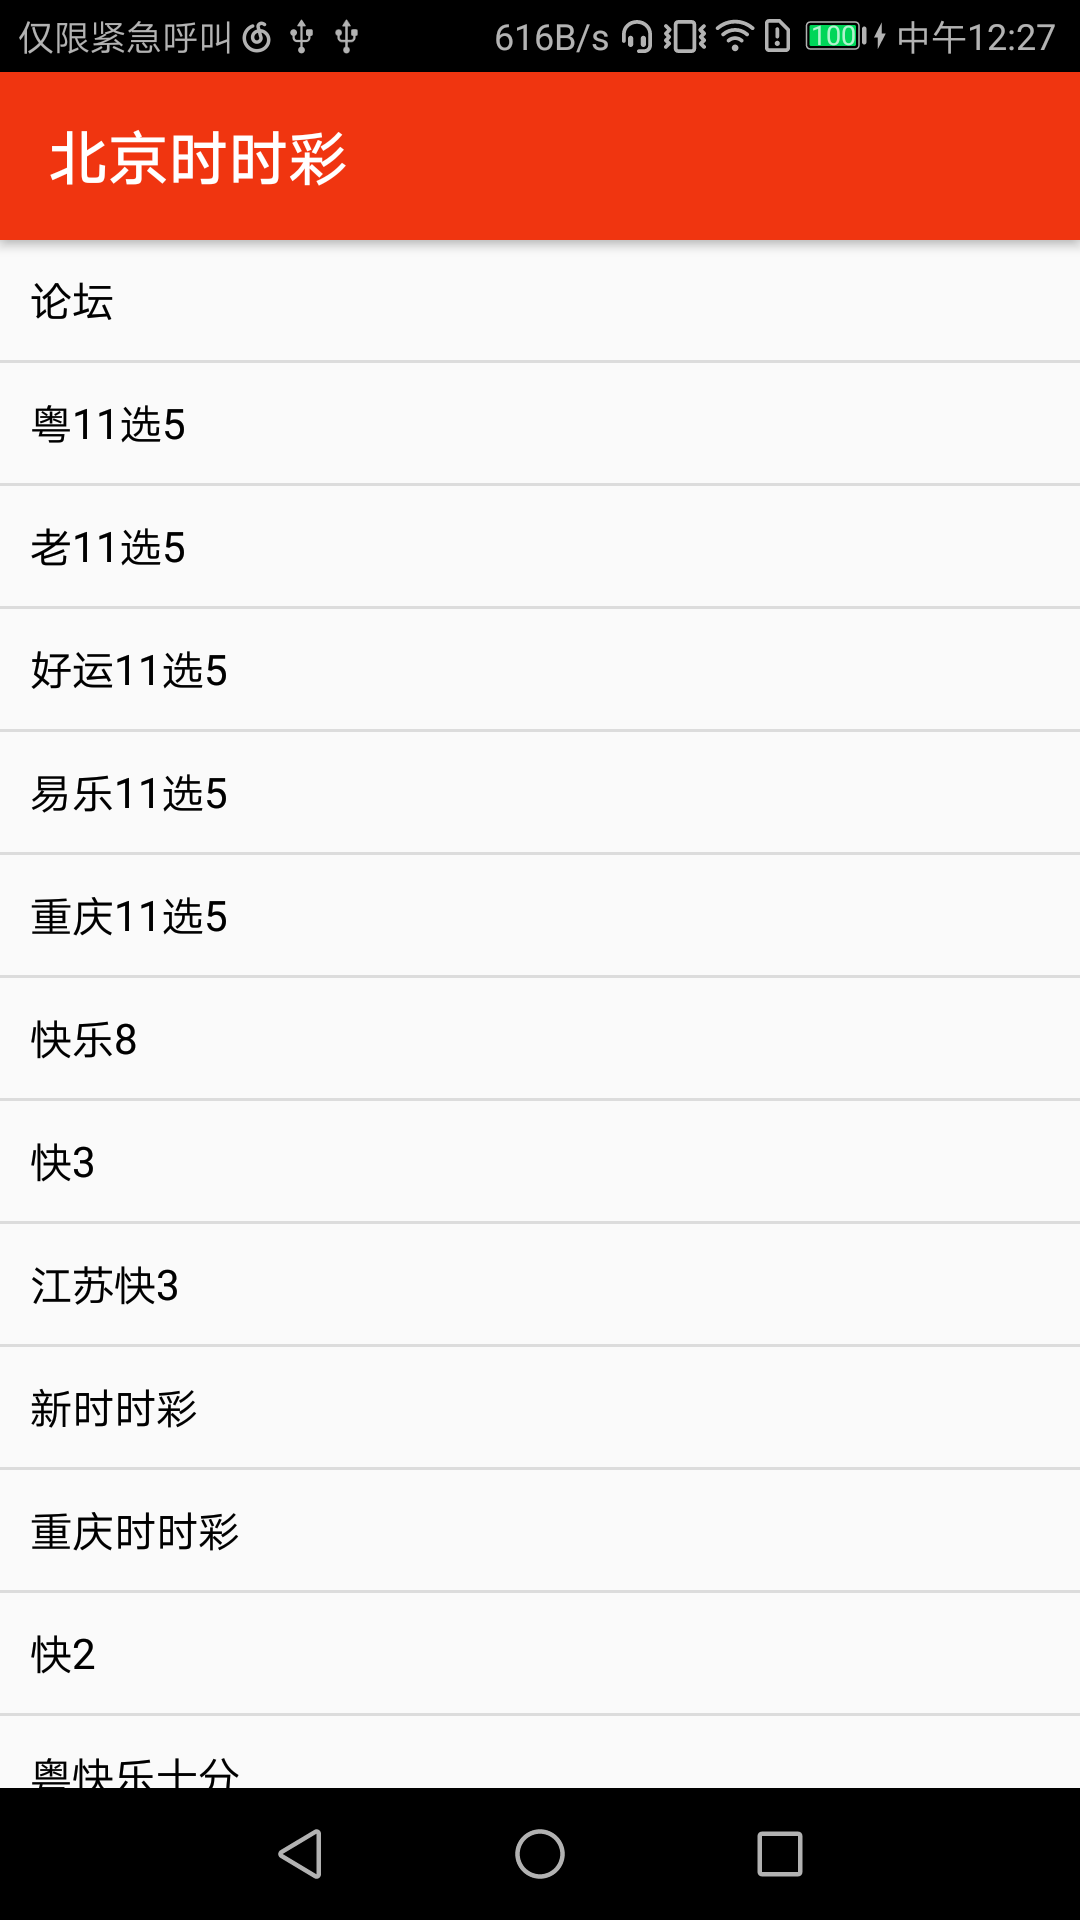 仅限紧急呼叫 616B/s 100 中午12:27
北京时时彩
论坛
粤11选5
老11选5
好运11选5
易乐11选5
重庆11选5
快乐8
快3
江苏快3
新时时彩
重庆时时彩
快2
粤快乐十分